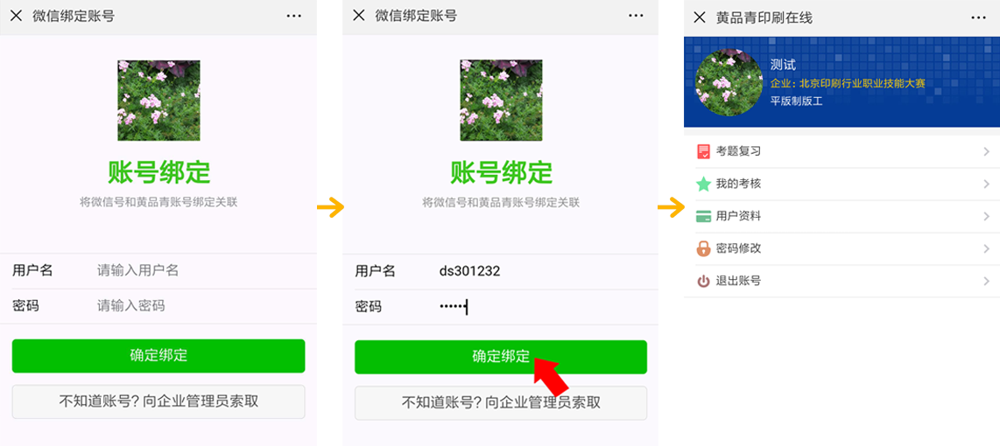 微信绑定账号
账号绑定
将微信号和黄品青账号绑定关联
用户名 请输入用户名
密码 请输入密码
确定绑定
不知道账号? 向企业管理员索取
微信绑定账号
账号绑定
将微信号和黄品青账号绑定关联
用户名 ds301232
密码 ••••••
确定绑定
不知道账号? 向企业管理员索取
黄品青印刷在线
测试
企业: 北京印刷行业职业技能大赛
平版制版工
考题复习
我的考核
用户资料
密码修改
退出账号